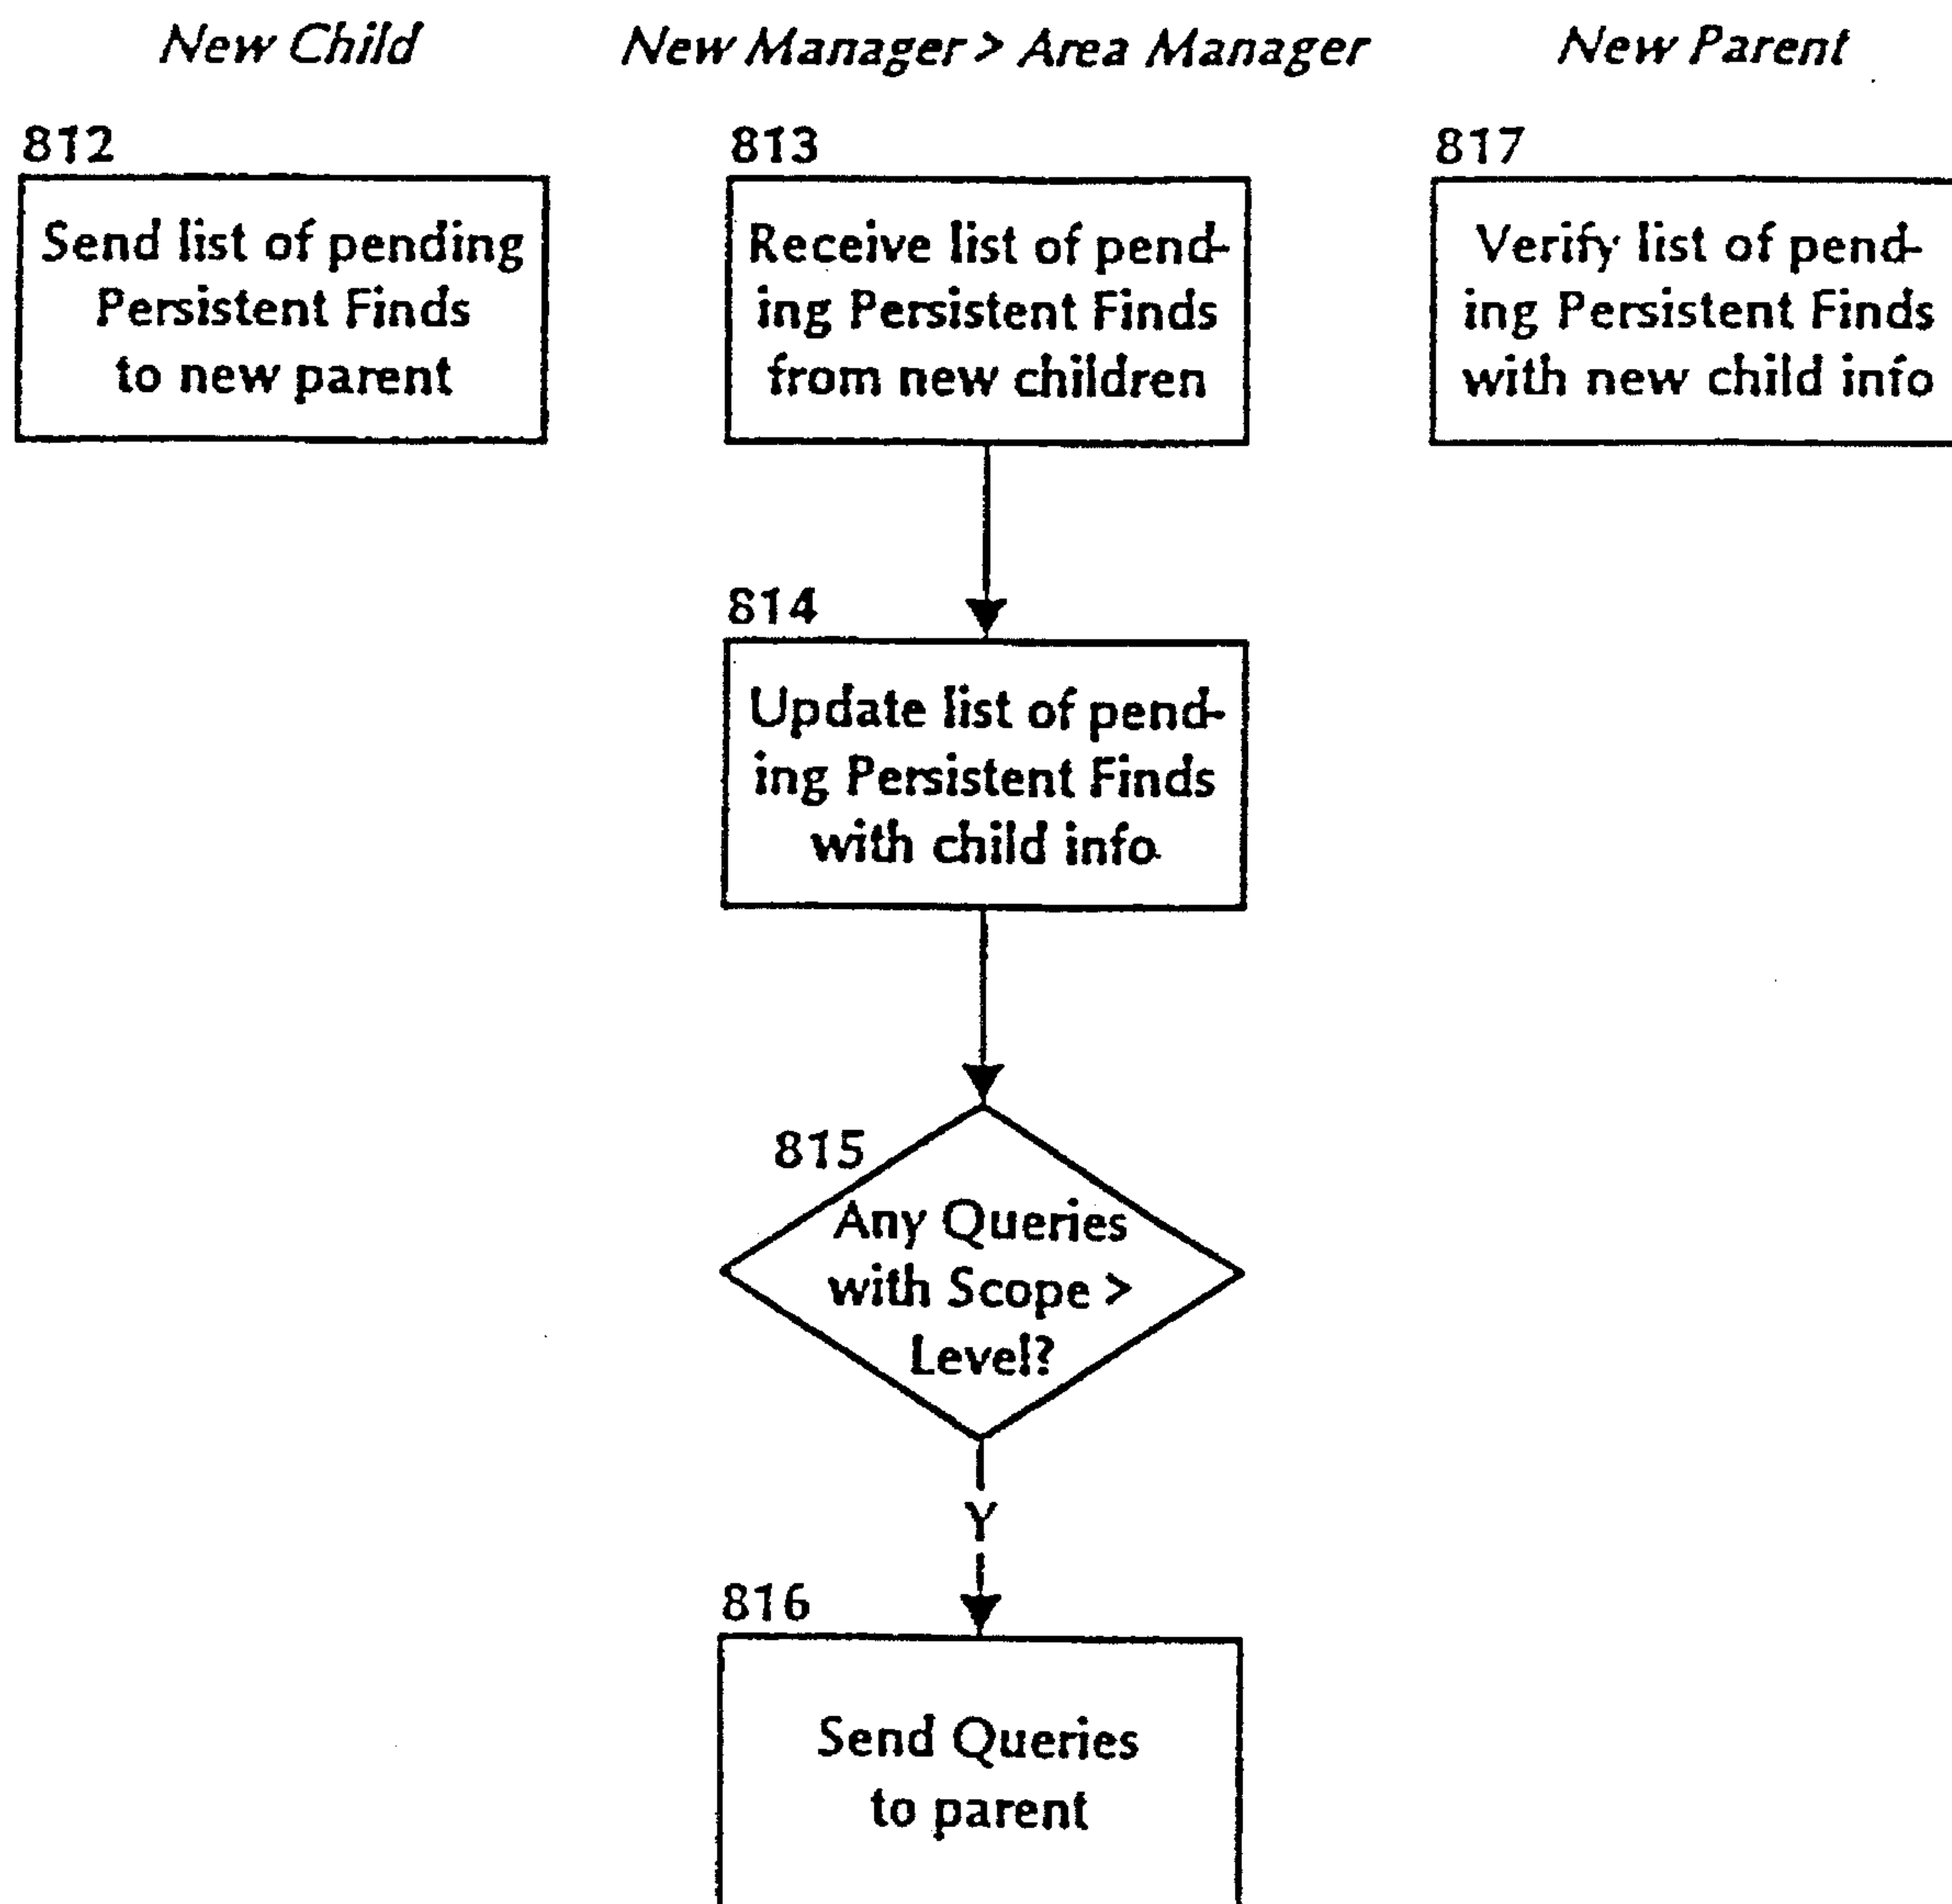 New Child
New Manager > Area Manager
New Parent
812
Send list of pending
Persistent Finds
to new parent
813
Receive list of pend-
ing Persistent Finds
from new children
817
Verify list of pend-
ing Persistent Finds
with new child info
814
Update list of pend-
ing Persistent Finds
with child info
815
Any Queries
with Scope >
Level?
Y
816
Send Queries
to parent